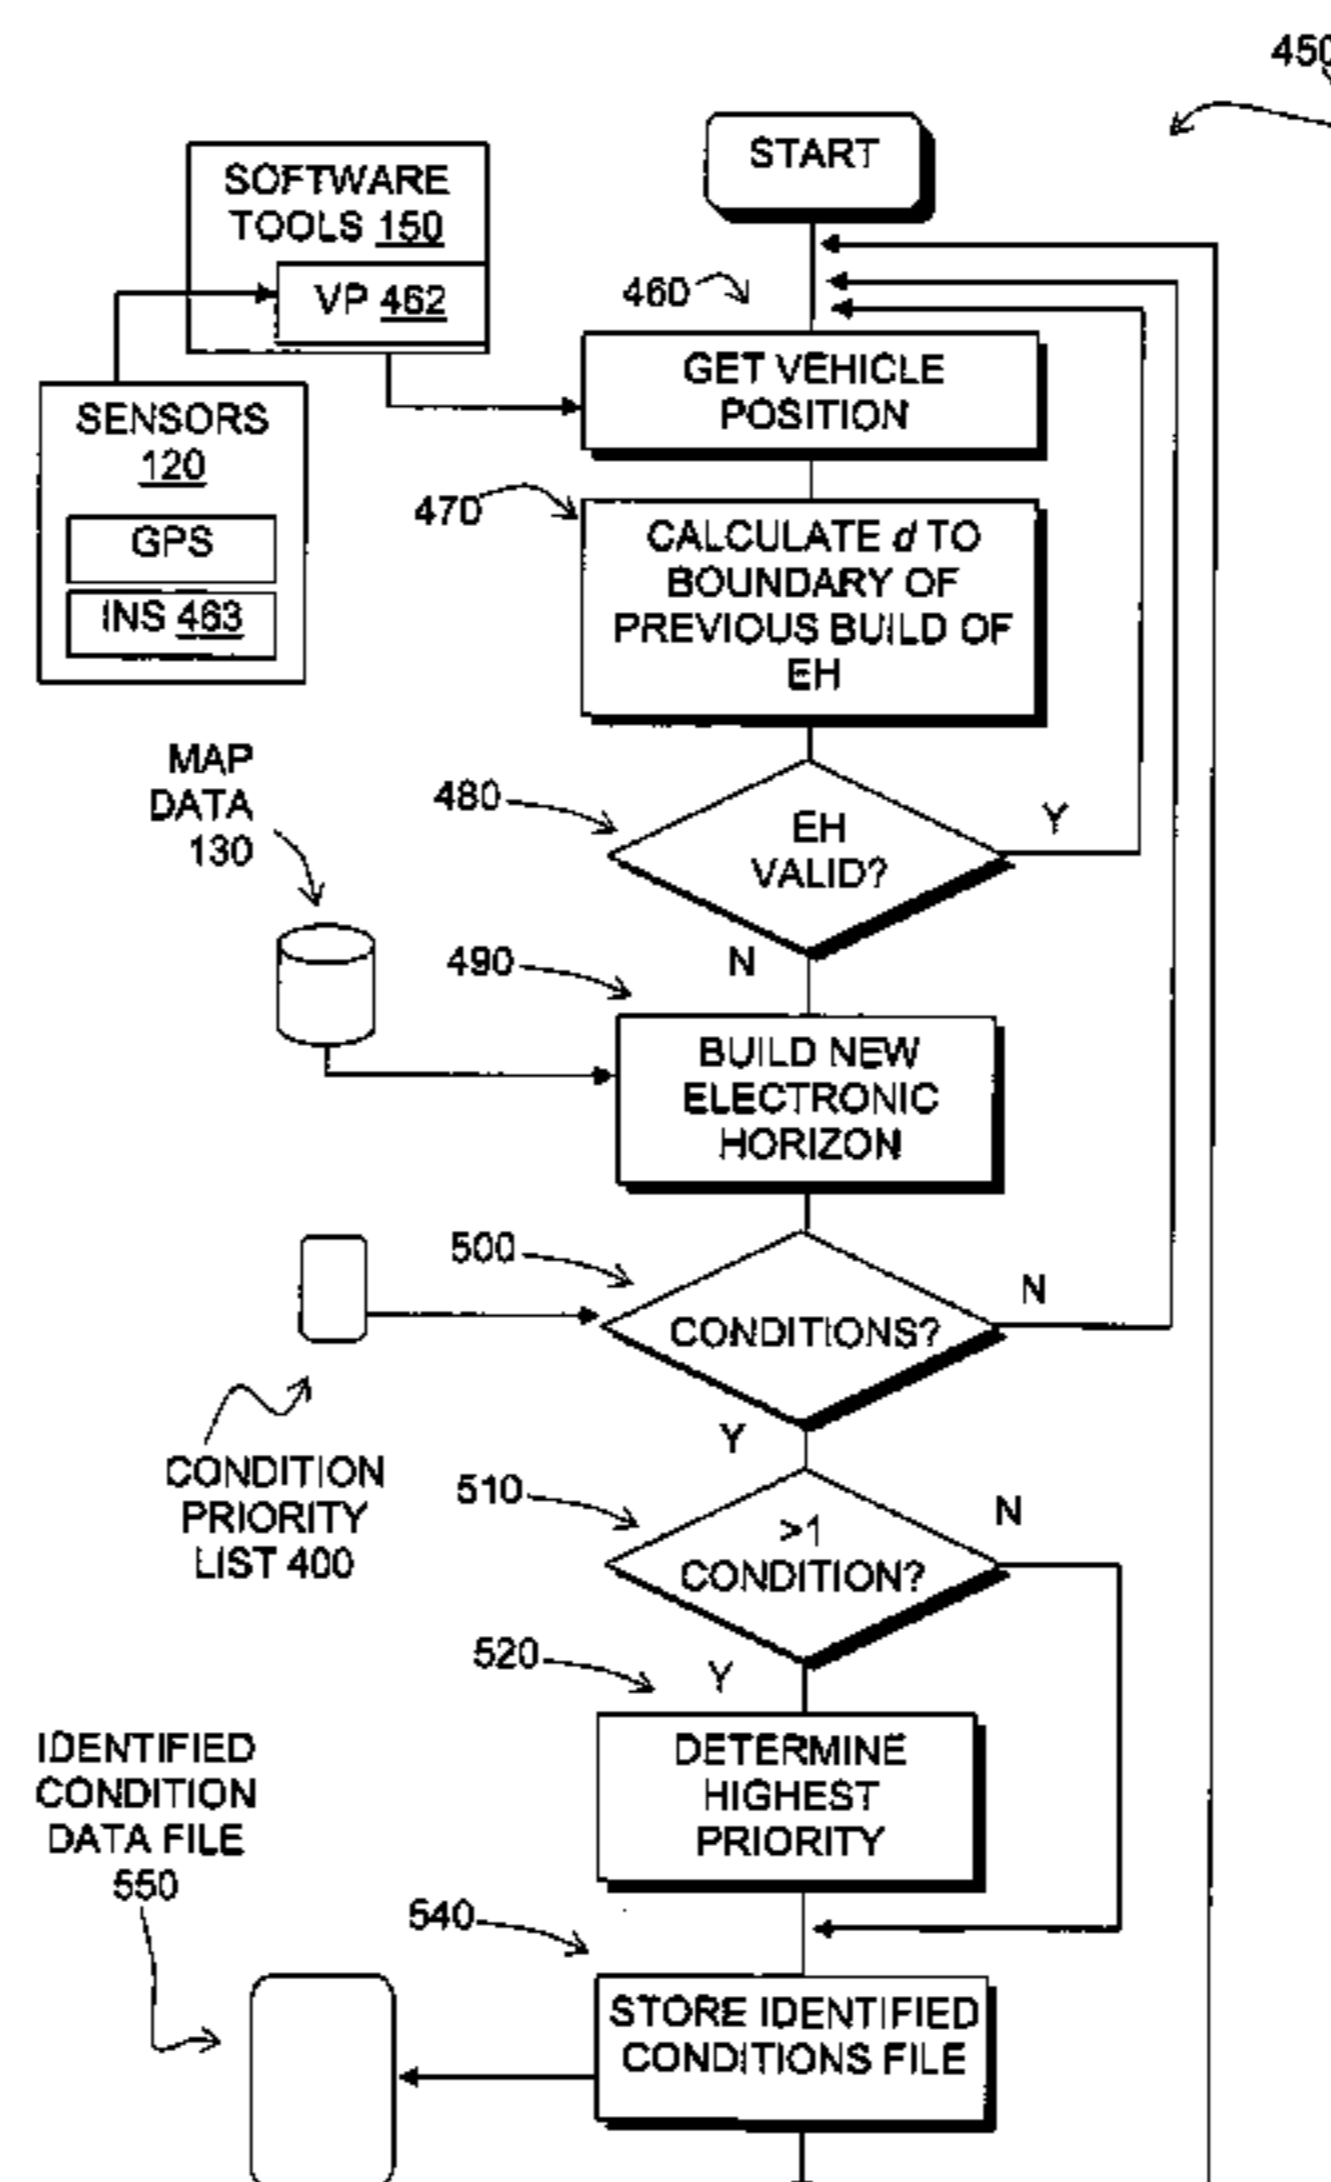 450
START
SOFTWARE
TOOLS 150
VP 462
460
GET VEHICLE
POSITION
SENSORS
120
GPS
INS 463
470
CALCULATE d TO
BOUNDARY OF
PREVIOUS BUILD OF
EH
MAP
DATA
130
480
EH
VALID?
Y
N
490
BUILD NEW
ELECTRONIC
HORIZON
500
CONDITIONS?
N
Y
CONDITION
PRIORITY
LIST 400
510
>1
CONDITION?
N
Y
520
DETERMINE
HIGHEST
PRIORITY
IDENTIFIED
CONDITION
DATA FILE
550
540
STORE IDENTIFIED
CONDITIONS FILE